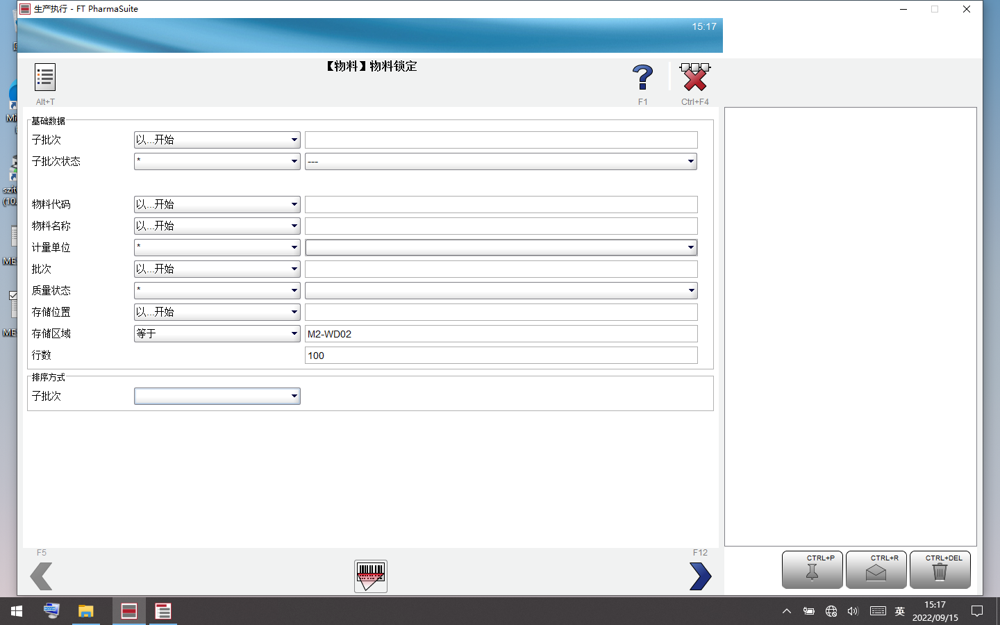 生产执行 - FT PharmaSuite
15:17
【物料】物料锁定
Alt+T
F1
Ctrl+F4
基础数据
子批次 以...开始
子批次状态 * ---
物料代码 以...开始
物料名称 以...开始
计量单位 *
批次 以...开始
质量状态 *
存储位置 以...开始
存储区域 等于 M2-WD02
行数 100
排序方式
子批次
F5
F12
CTRL+P
CTRL+R
CTRL+DEL
szit
(10.
ME
ME
英
15:17
2022/09/15